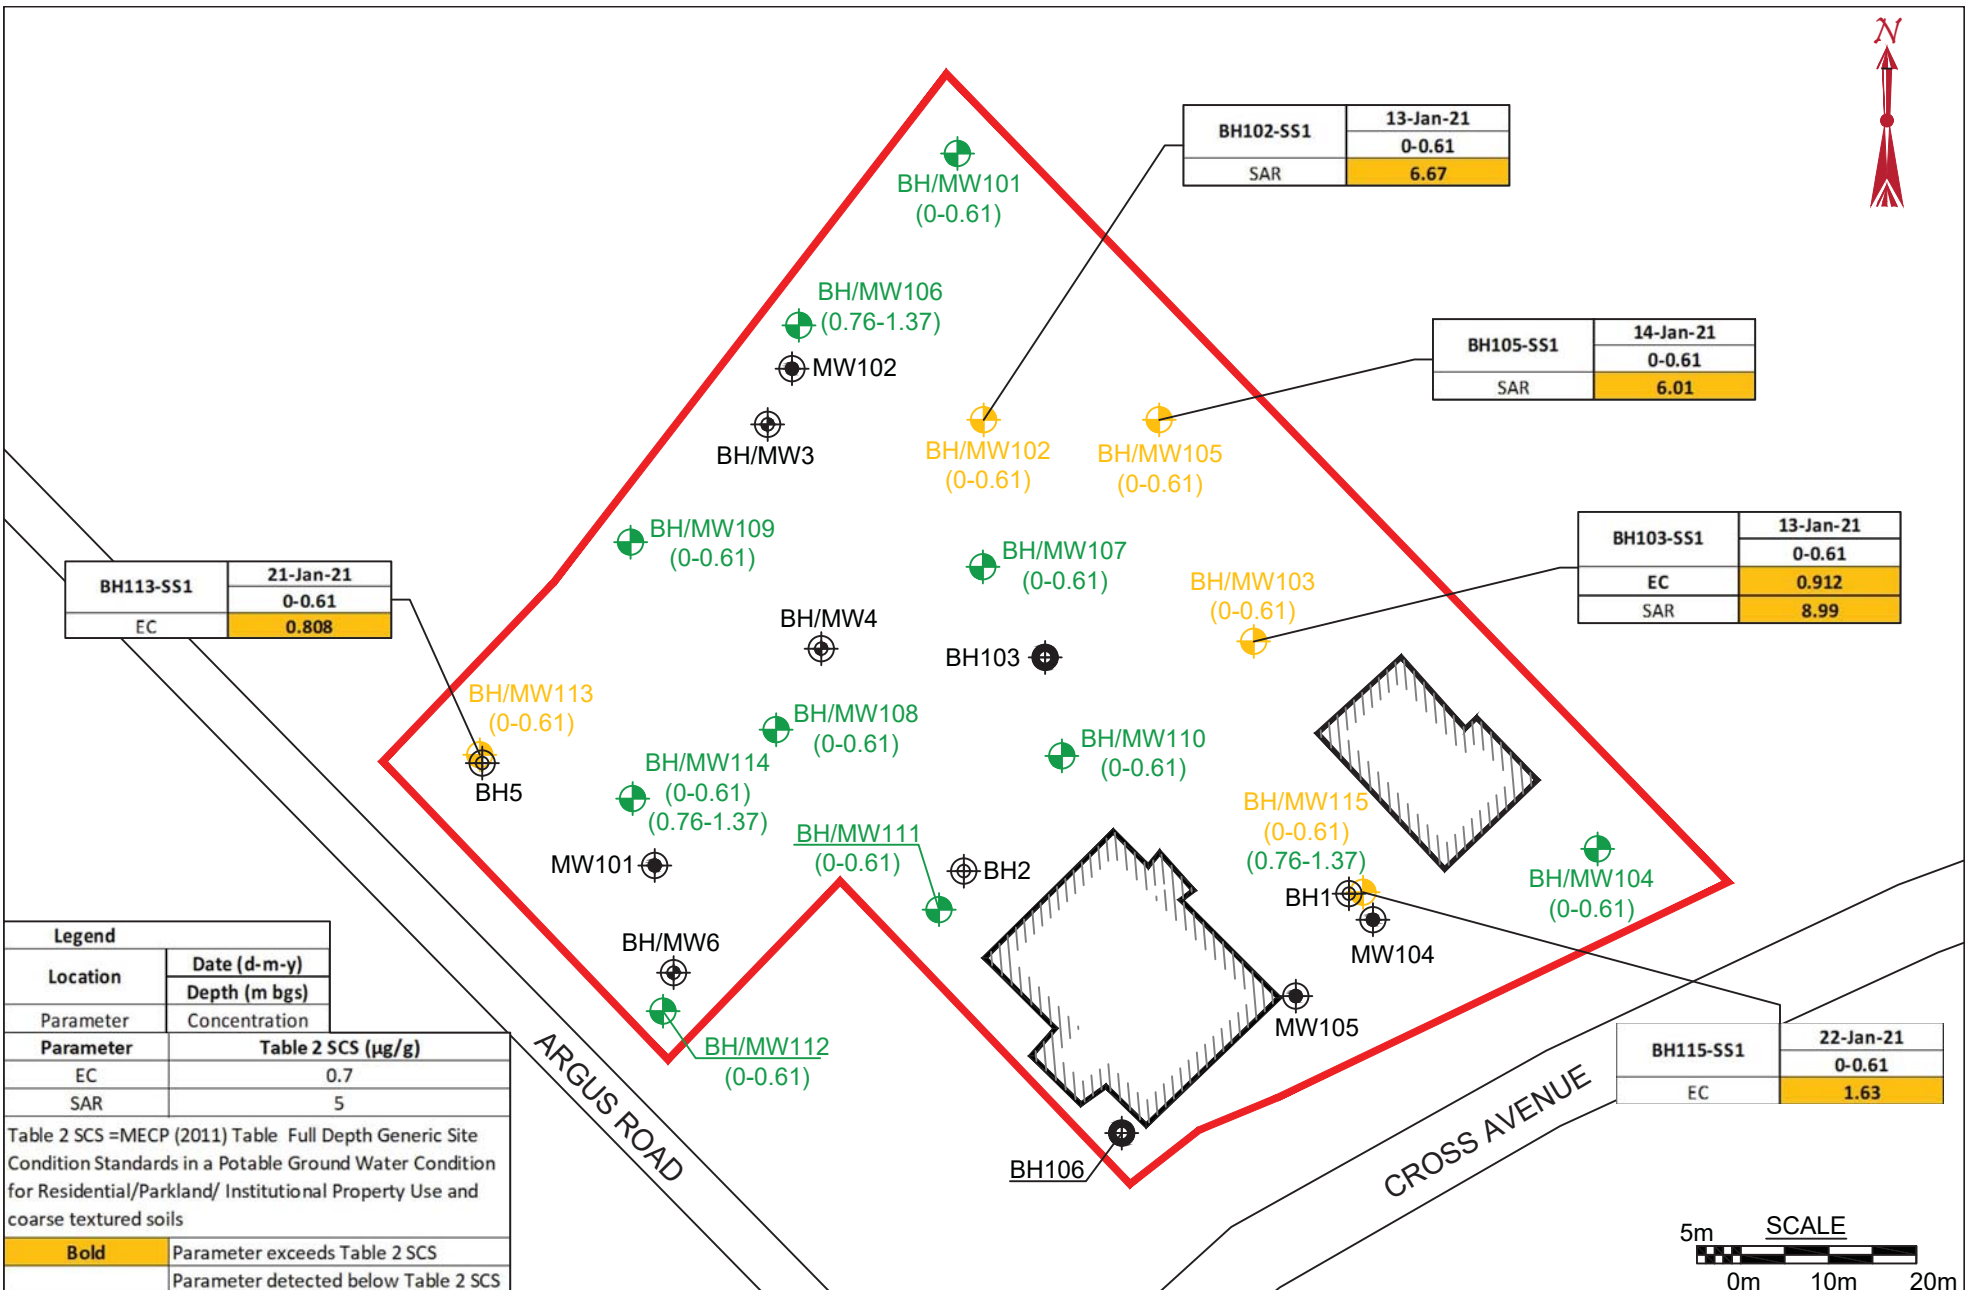 N
BH102-SS1
13-Jan-21
0-0.61
SAR
6.67
BH/MW101
(0-0.61)
BH/MW106
(0.76-1.37)
MW102
BH/MW3
BH105-SS1
14-Jan-21
0-0.61
SAR
6.01
BH/MW102
(0-0.61)
BH/MW105
(0-0.61)
BH/MW109
(0-0.61)
BH/MW107
(0-0.61)
BH/MW103
(0-0.61)
BH103-SS1
13-Jan-21
0-0.61
EC
0.912
SAR
8.99
BH113-SS1
21-Jan-21
0-0.61
EC
0.808
BH/MW4
BH103
BH/MW113
(0-0.61)
BH5
BH/MW108
(0-0.61)
BH/MW110
(0-0.61)
BH/MW114
(0-0.61)
(0.76-1.37)
BH/MW111
(0-0.61)
BH/MW115
(0-0.61)
(0.76-1.37)
MW101
BH2
BH1
MW104
BH/MW104
(0-0.61)
BH/MW6
MW105
BH/MW112
(0-0.61)
BH106
ARGUS ROAD
CROSS AVENUE
BH115-SS1
22-Jan-21
0-0.61
EC
1.63
Legend
Location
Date (d-m-y)
Depth (m bgs)
Parameter
Concentration
Parameter
Table 2 SCS (µg/g)
EC
0.7
SAR
5
Table 2 SCS =MECP (2011) Table Full Depth Generic Site
Condition Standards in a Potable Ground Water Condition
for Residential/Parkland/ Institutional Property Use and
coarse textured soils
Bold
Parameter exceeds Table 2 SCS
Parameter detected below Table 2 SCS
5m
SCALE
0m 10m 20m